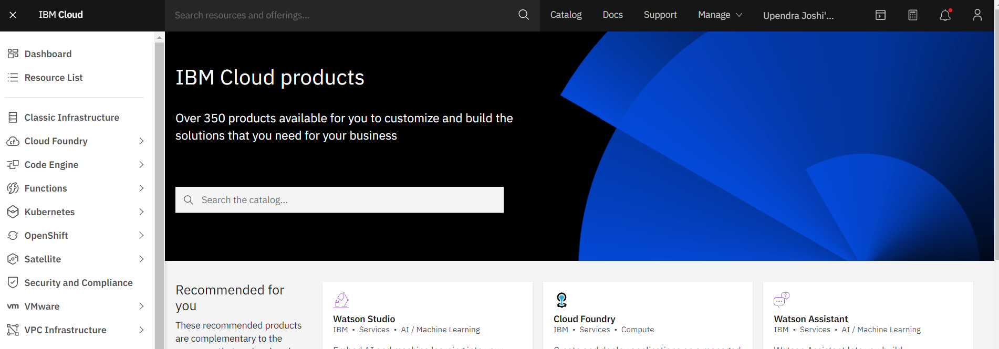 IBM Cloud
Search resources and offerings...
Catalog
Docs
Support
Manage
Upendra Joshi'...
Dashboard
Resource List
Classic Infrastructure
Cloud Foundry
Code Engine
Functions
Kubernetes
OpenShift
Satellite
Security and Compliance
vm VMware
VPC Infrastructure
IBM Cloud products
Over 350 products available for you to customize and build the
solutions that you need for your business
Search the catalog...
Recommended for
you
These recommended products
are complementary to the
Watson Studio
IBM • Services • AI / Machine Learning
Cloud Foundry
IBM • Services • Compute
Watson Assistant
IBM • Services • AI / Machine Learning